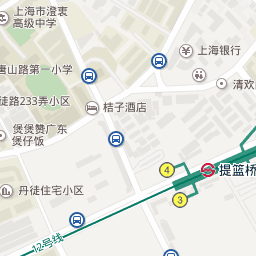 上海市澄衷
高级中学
上海银行
唐山路第一小学
清欢
徒路233弄小区
桔子酒店
煲煲赞广东
煲仔饭
提篮桥
4
丹徒住宅小区
3
12号线